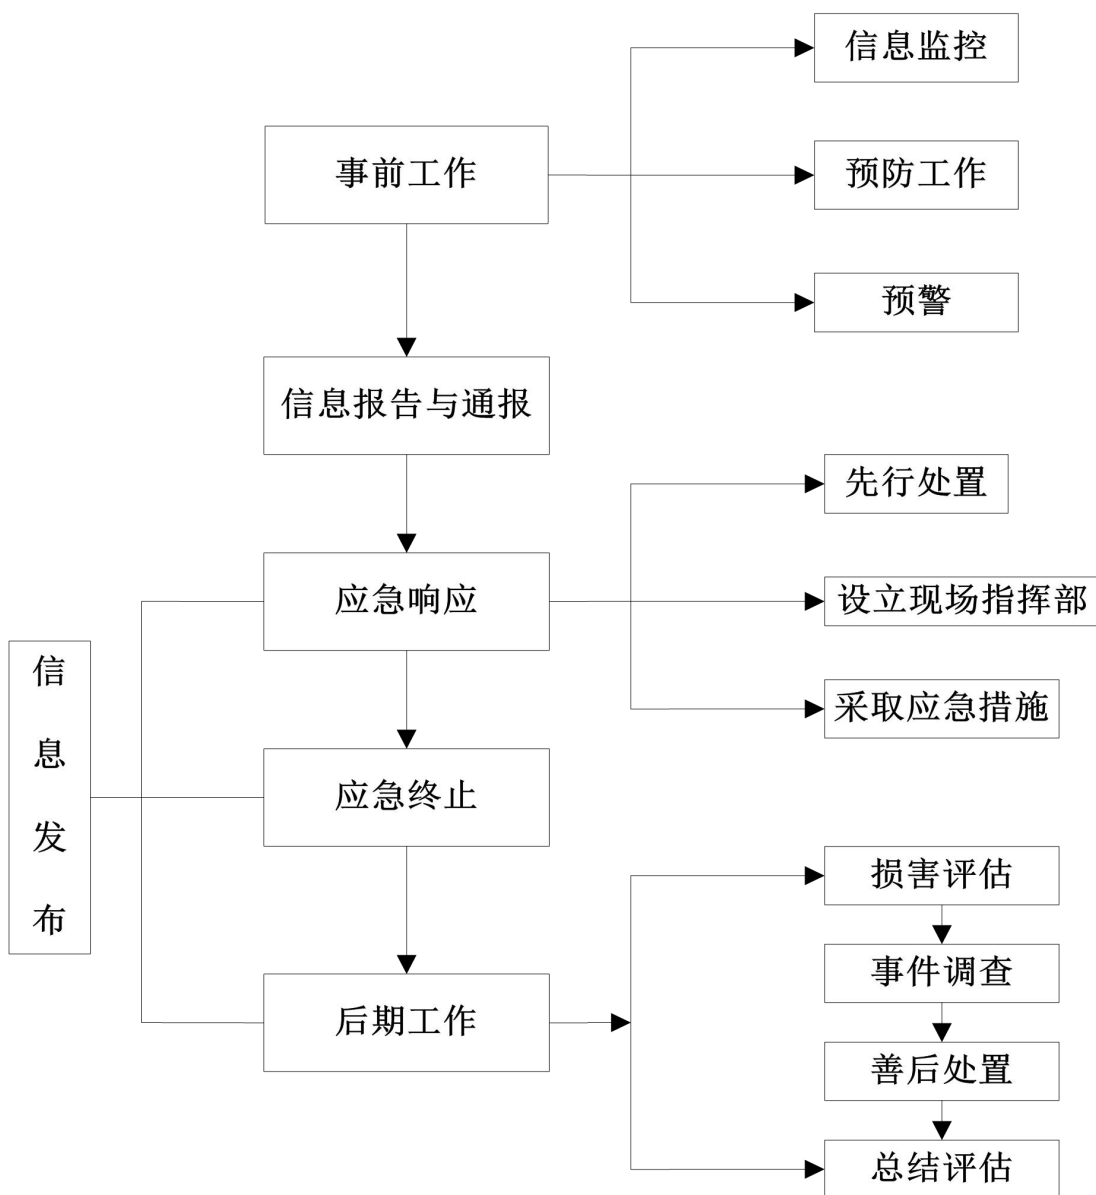 信息监控
事前工作
预防工作
预警
信息报告与通报
先行处置
应急响应
设立现场指挥部
采取应急措施
信息发布
应急终止
损害评估
事件调查
后期工作
善后处置
总结评估